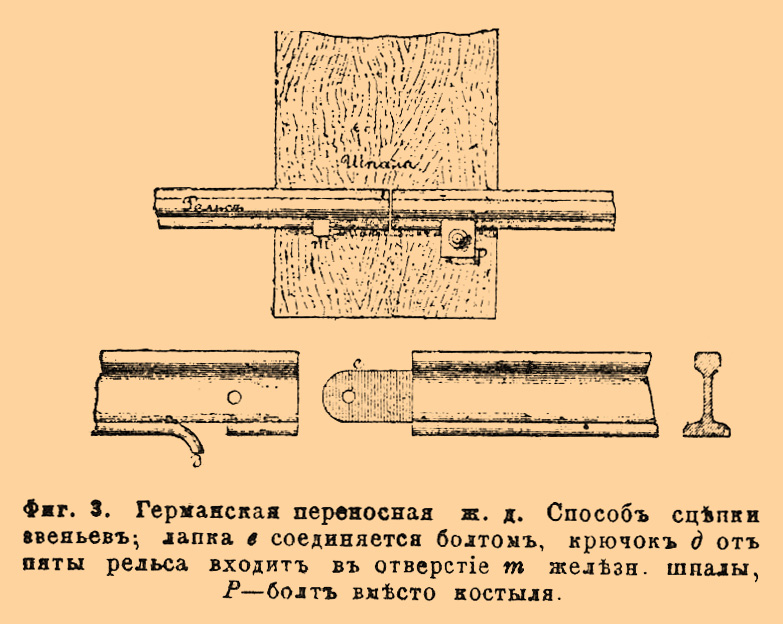 Шпала
Рельсъ
m
P
с
д
Фиг. 3. Германская переносная ж. д. Способъ сцѣпки
звеньевъ; лапка в соединяется болтомъ, крючокъ д отъ
пяты рельса входитъ въ отверстіе m желѣзн. шпалы,
P—болтъ вмѣсто костыля.